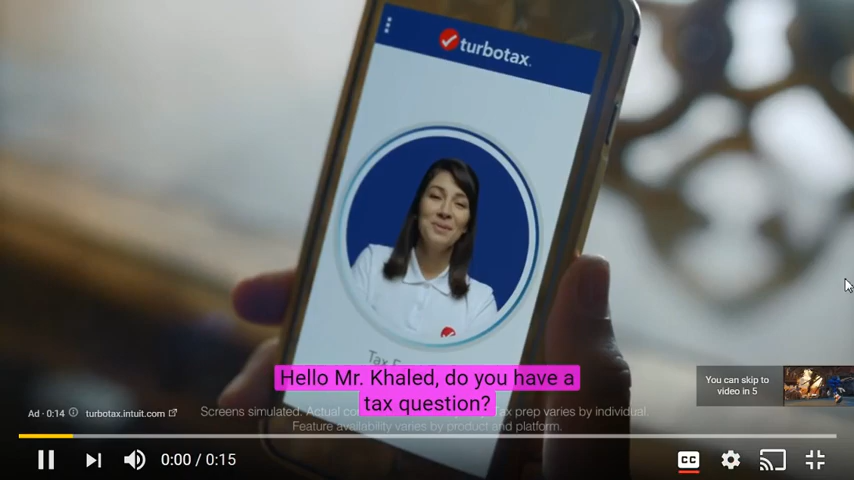 turbotax.
Hello Mr. Khaled, do you have a
tax question?
You can skip to
video in 5
Ad · 0:14
turbotax.intuit.com
Screens simulated. Actual
Tax prep varies by individual.
Feature availability varies by product and platform.
0:00 / 0:15
CC